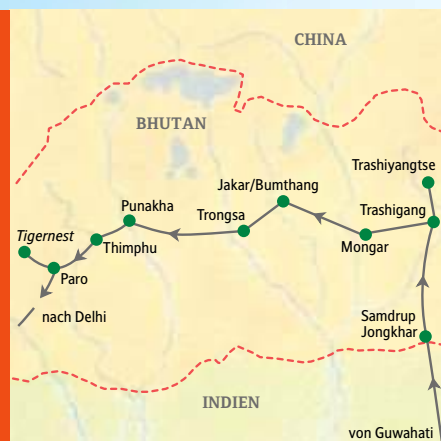 CHINA
BHUTAN
Trashiyangtse
Jakar/Bumthang
Punakha
Trongsa
Trashigang
Tigernest
Thimphu
Mongar
Paro
nach Delhi
Samdrup
Jongkhar
INDIEN
von Guwahati